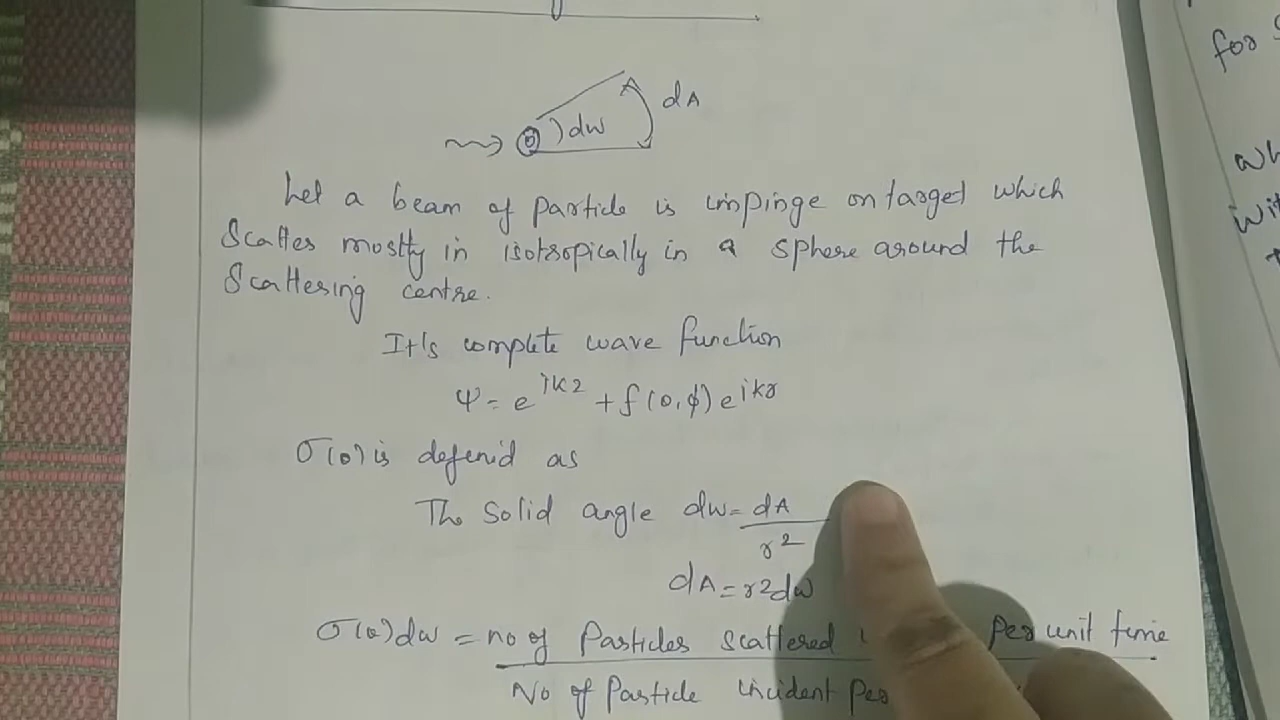 dA
dw
Let a beam of particle is impinge on target which
Scatter mostly in isotropically in a sphere around the
Scattering centre.
It's complete wave function
ψ = e^ikz + f(θ,ϕ) e^ikr
σ(θ) is defenid as
The Solid angle dw = dA
r^2
dA = r2dw
σ(θ)dw = no of Particles Scattered Per unit time
No of Particle incident Per
for
wh
wit